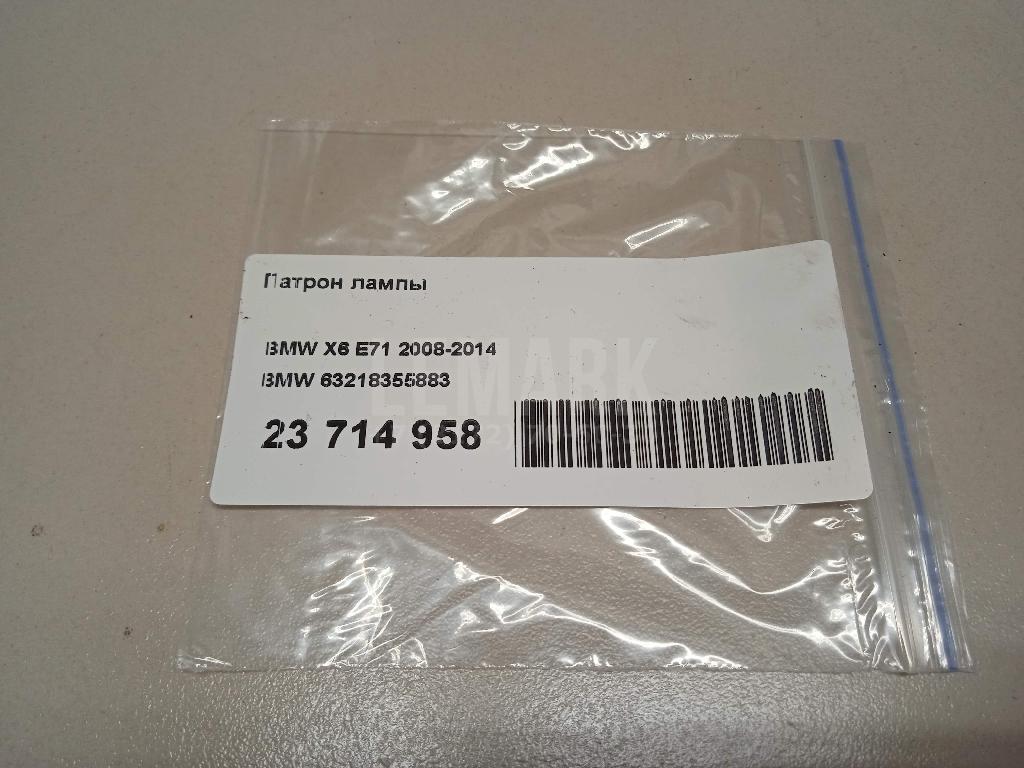 Патрон лампы
BMW X6 E71 2008-2014
BMW 63218355883
23 714 958